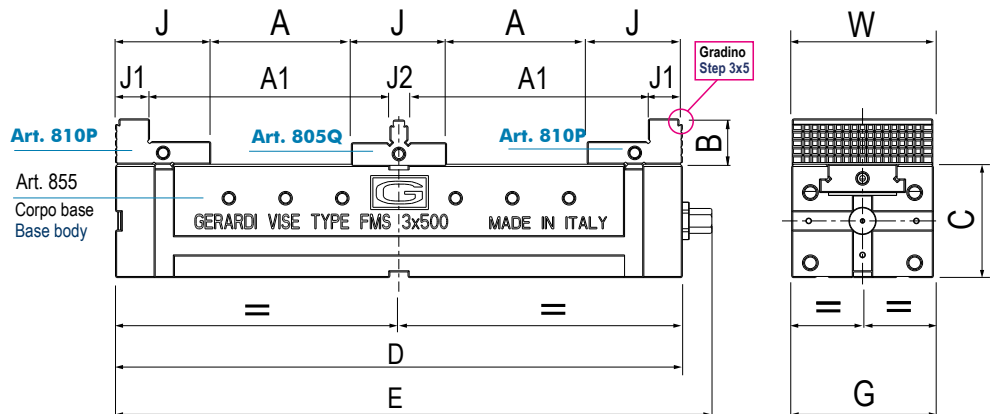 J A J A J W
Gradino
Step 3x5
J1 A1 J2 A1 J1
Art. 810P Art. 805Q Art. 810P B
Art. 855
Corpo base
Base body
G
GERARDI VISE TYPE FMS 3x500 MADE IN ITALY
C
= = = =
D
E G